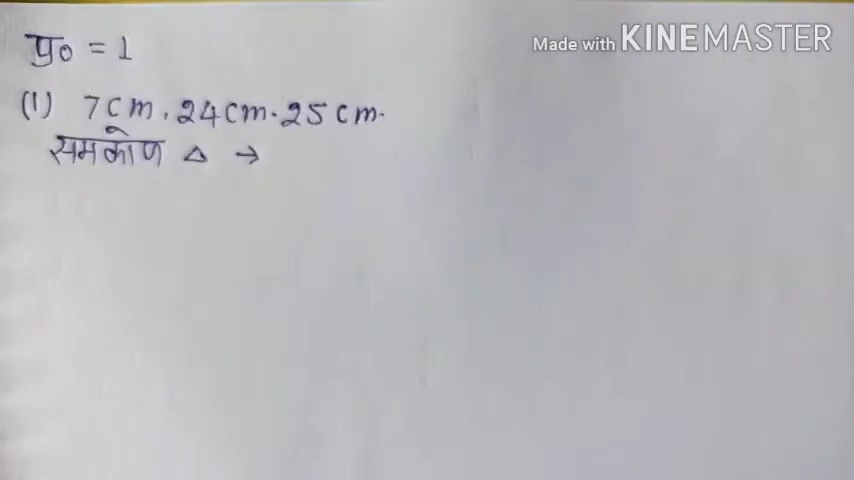 Made with KINEMASTER
प्र० = 1
(1) 7cm. 24cm. 25cm.
समकोण △ →